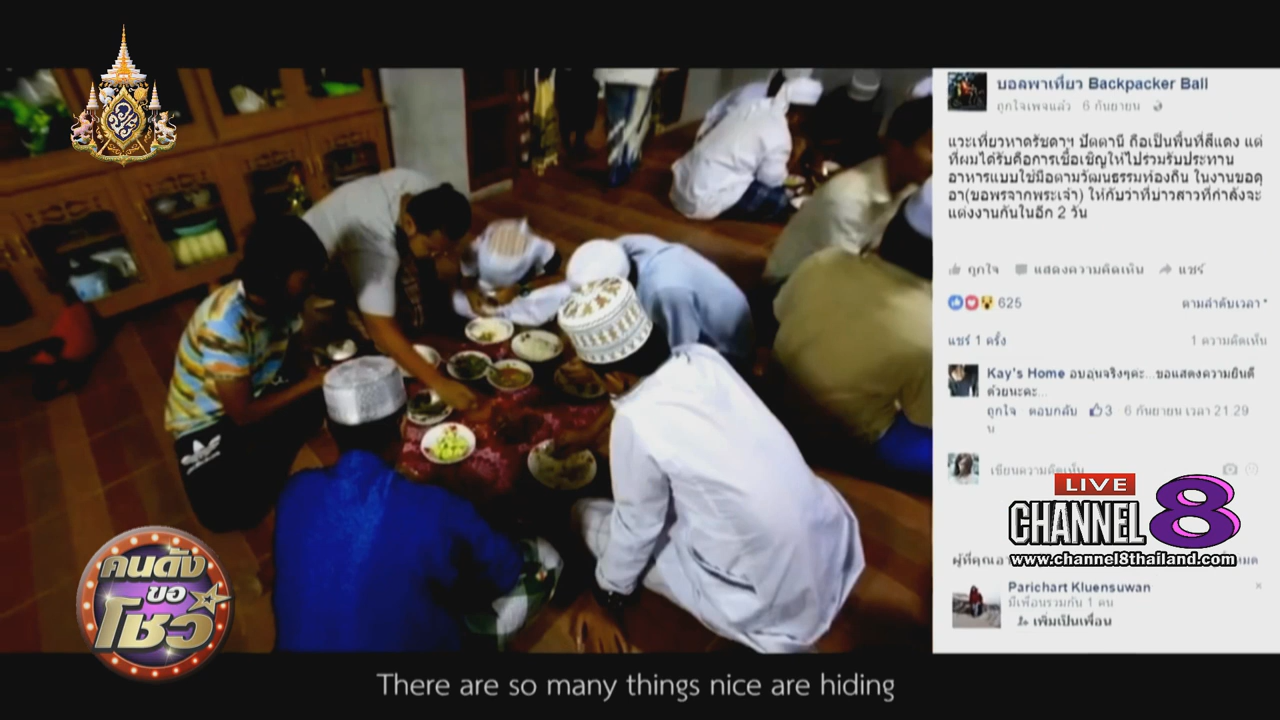 บอลพาเที่ยว Backpacker Ball
ถูกใจเพจแล้ว 6 กันยายน
แวะเที่ยวหาดรัชดาฯ ปัตตานี ถือเป็นพื้นที่สีแดง แต่
ที่ผมได้รับคือการเชื้อเชิญให้ไปร่วมรับประทาน
อาหารแบบใช้มือตามวัฒนธรรมท้องถิ่น ในงานขอดุ
อา(ขอพรจากพระเจ้า) ให้กับว่าที่บ่าวสาวที่กำลังจะ
แต่งงานกันในอีก 2 วัน
ถูกใจ แสดงความคิดเห็น แชร์
625 ตามลำดับเวลา
แชร์ 1 ครั้ง 1 ความคิดเห็น
Kay's Home อบอุ่นจริงๆค่ะ...ขอแสดงความยินดี
ด้วยนะคะ...
ถูกใจ ตอบกลับ 3 6 กันยายน เวลา 21:29
น
เขียนความคิดเห็น
LIVE
CHANNEL 8
www.channel8thailand.com
ผู้ที่คุณอา
Parichart Kluensuwan
มีเพื่อนร่วมกัน 1 คน
เพิ่มเป็นเพื่อน
คนดัง
ขอ
โชว์
There are so many things nice are hiding